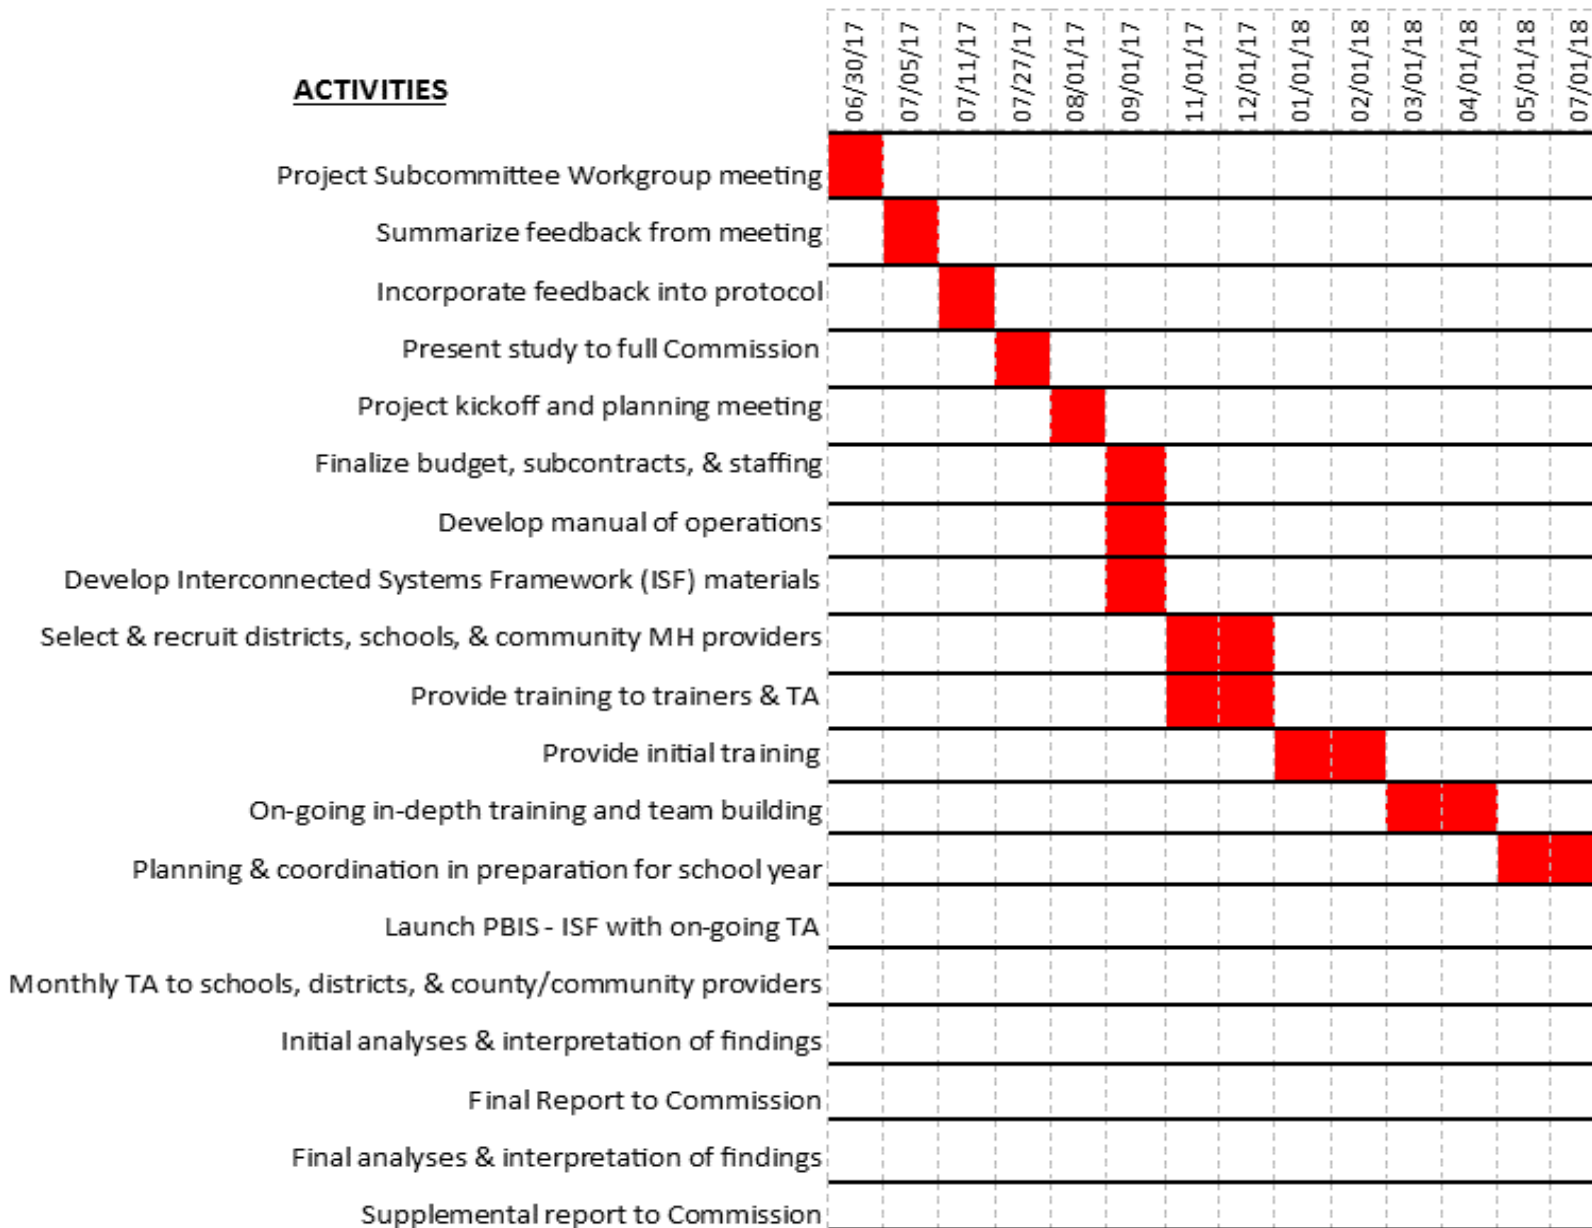 ACTIVITIES
06/30/17
07/05/17
07/11/17
07/27/17
08/01/17
09/01/17
11/01/17
12/01/17
01/01/18
02/01/18
03/01/18
04/01/18
05/01/18
07/01/18
Project Subcommittee Workgroup meeting
Summarize feedback from meeting
Incorporate feedback into protocol
Present study to full Commission
Project kickoff and planning meeting
Finalize budget, subcontracts, & staffing
Develop manual of operations
Develop Interconnected Systems Framework (ISF) materials
Select & recruit districts, schools, & community MH providers
Provide training to trainers & TA
Provide initial training
On-going in-depth training and team building
Planning & coordination in preparation for school year
Launch PBIS - ISF with on-going TA
Monthly TA to schools, districts, & county/community providers
Initial analyses & interpretation of findings
Final Report to Commission
Final analyses & interpretation of findings
Supplemental report to Commission